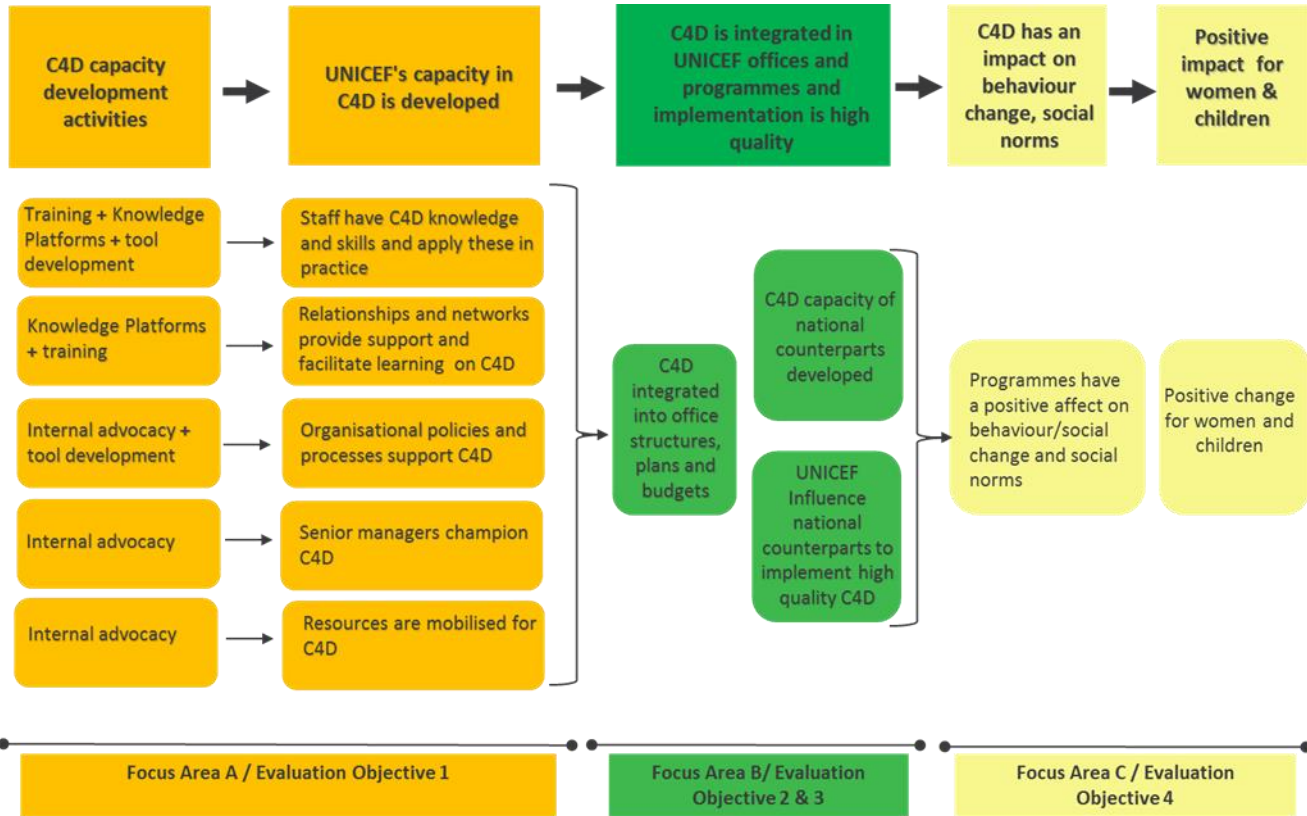 C4D capacity
development
activities
UNICEF's capacity in
C4D is developed
C4D is integrated in
UNICEF offices and
programmes and
implementation is high
quality
C4D has an
impact on
behaviour
change, social
norms
Positive
impact for
women &
children
Training + Knowledge
Platforms + tool
development
Staff have C4D knowledge
and skills and apply these in
practice
Knowledge Platforms
+ training
Relationships and networks
provide support and
facilitate learning on C4D
Internal advocacy +
tool development
Organisational policies and
processes support C4D
Internal advocacy
Senior managers champion
C4D
Internal advocacy
Resources are mobilised for
C4D
C4D
integrated
into office
structures,
plans and
budgets
C4D capacity of
national
counterparts
developed
UNICEF
Influence
national
counterparts to
implement high
quality C4D
Programmes have
a positive affect on
behaviour/social
change and social
norms
Positive change
for women and
children
Focus Area A / Evaluation Objective 1
Focus Area B/ Evaluation
Objective 2 & 3
Focus Area C / Evaluation
Objective 4